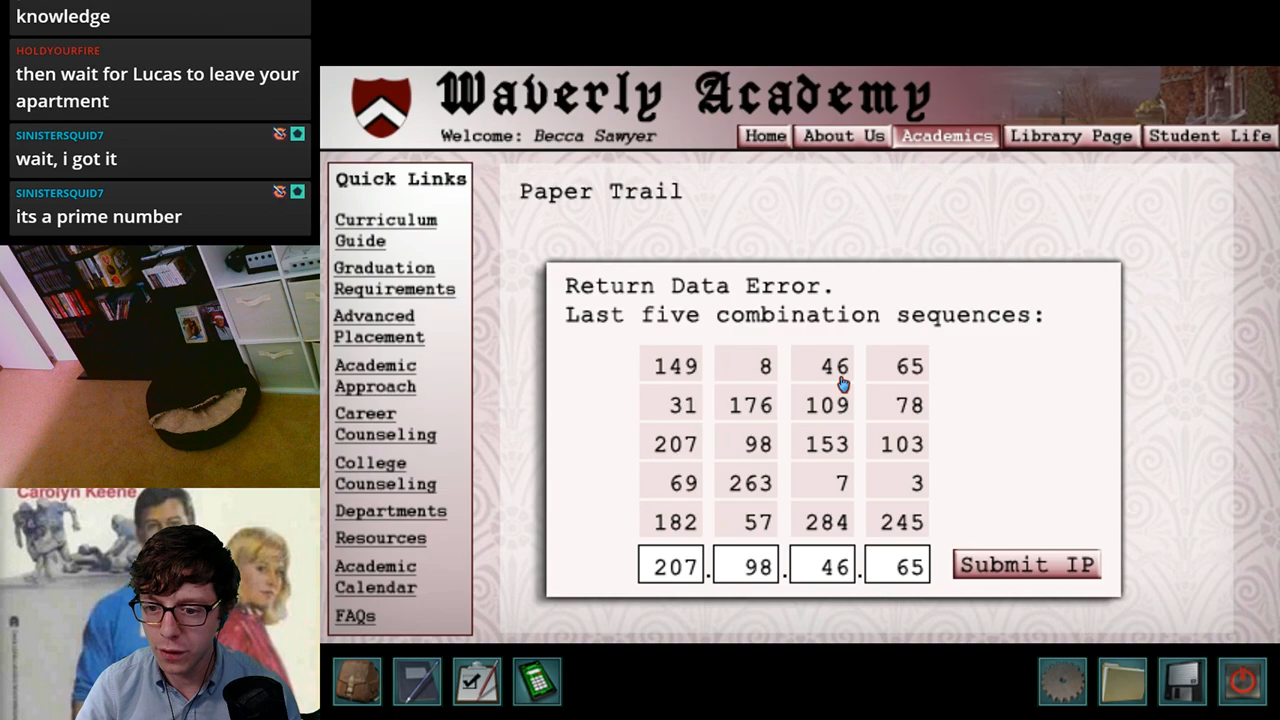 knowledge
HOLDYOURFIRE
then wait for Lucas to leave your
apartment
SINISTERSQUID7
wait, i got it
SINISTERSQUID7
its a prime number
Carolyn Keene
Waverly Academy
Welcome: Becca Sawyer
Home About Us Academics Library Page Student Life
Quick Links
Curriculum
Guide
Graduation
Requirements
Advanced
Placement
Academic
Approach
Career
Counseling
College
Counseling
Departments
Resources
Academic
Calendar
FAQs
Paper Trail
Return Data Error.
Last five combination sequences:
149 8 46 65
31 176 109 78
207 98 153 103
69 263 7 3
182 57 284 245
207 . 98 . 46 . 65 Submit IP